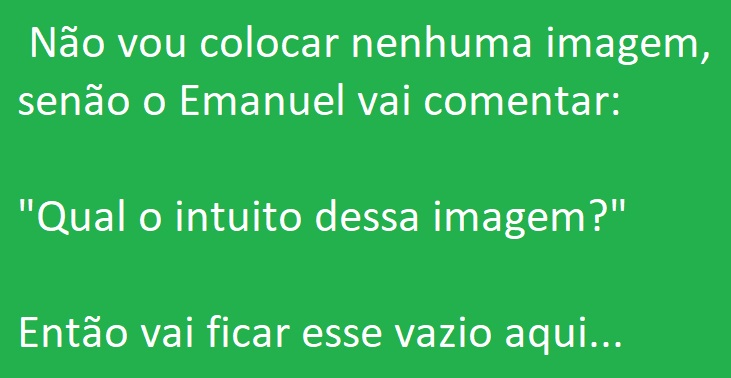 Não vou colocar nenhuma imagem,
senão o Emanuel vai comentar:
"Qual o intuito dessa imagem?"
Então vai ficar esse vazio aqui...